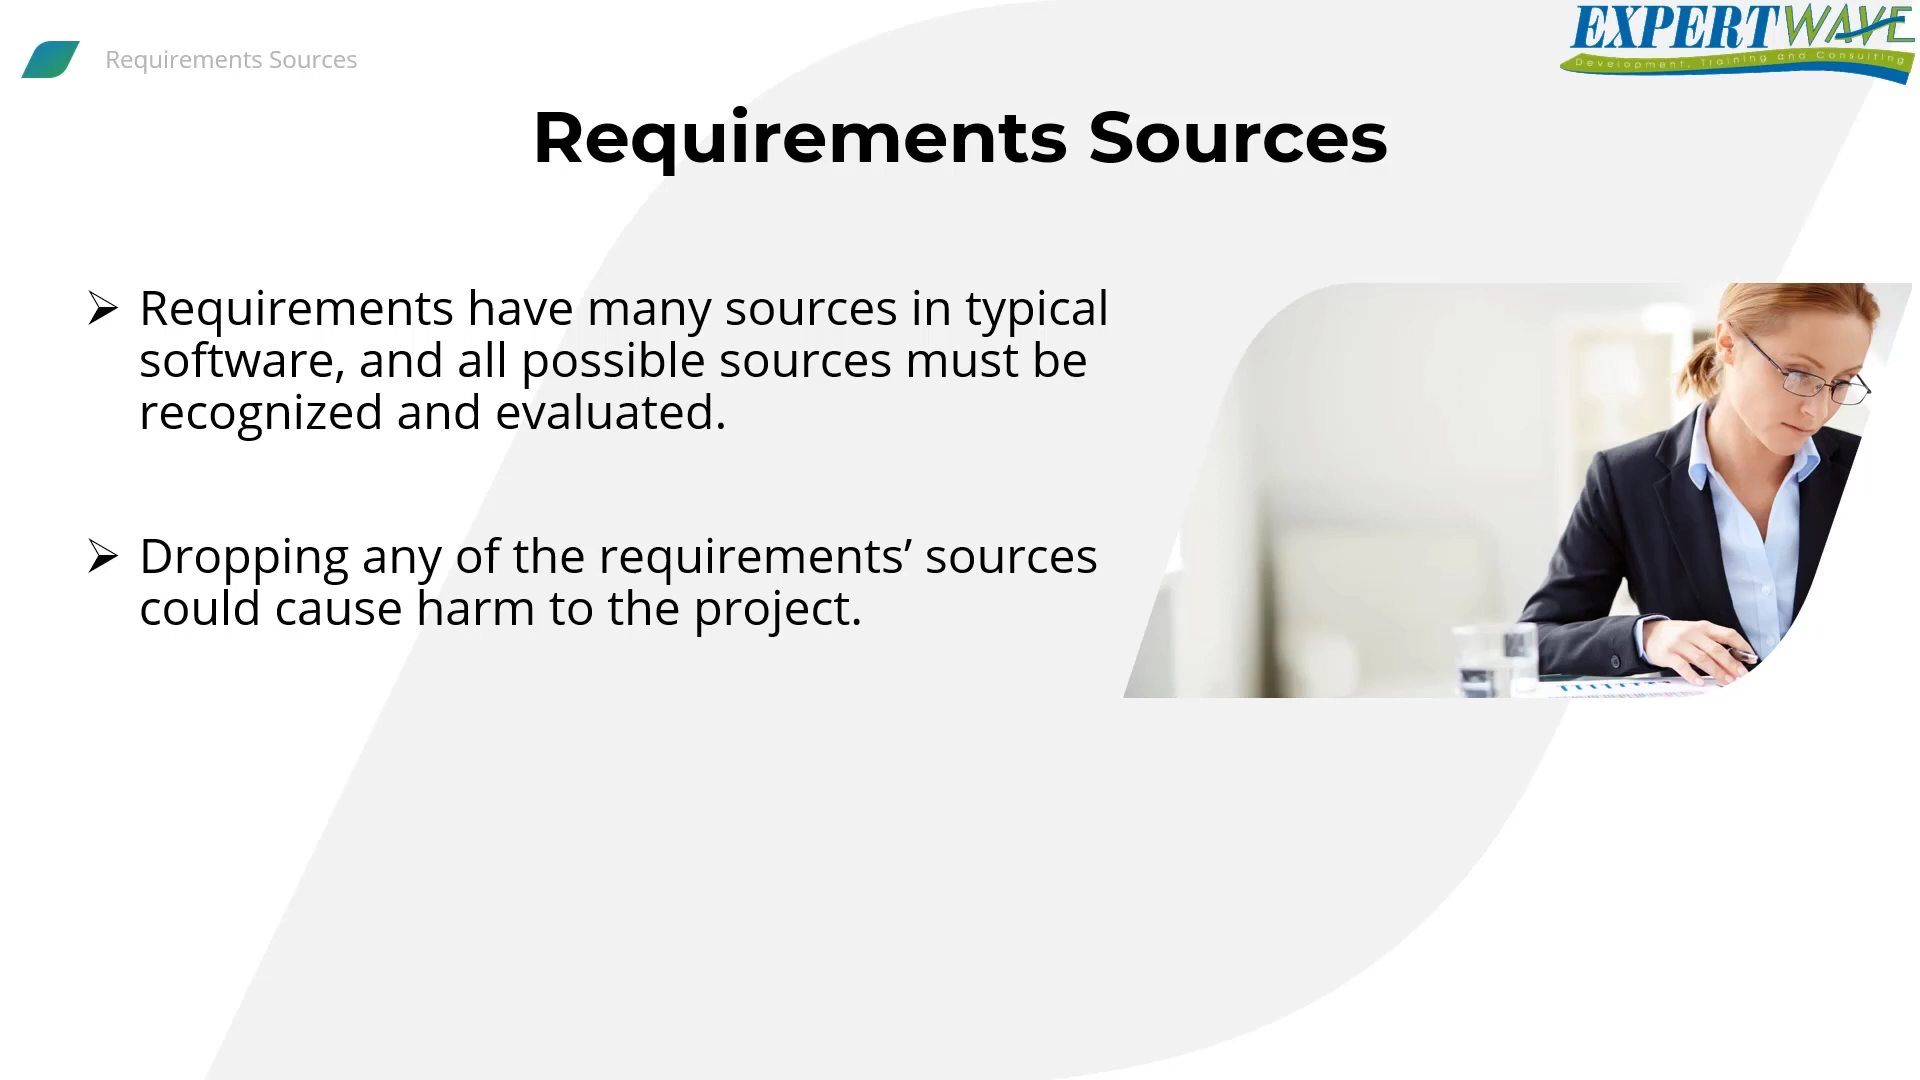 Requirements Sources
EXPERTWAVE
Development, Training and Consulting
Requirements Sources
➢ Requirements have many sources in typical
software, and all possible sources must be
recognized and evaluated.
➢ Dropping any of the requirements’ sources
could cause harm to the project.